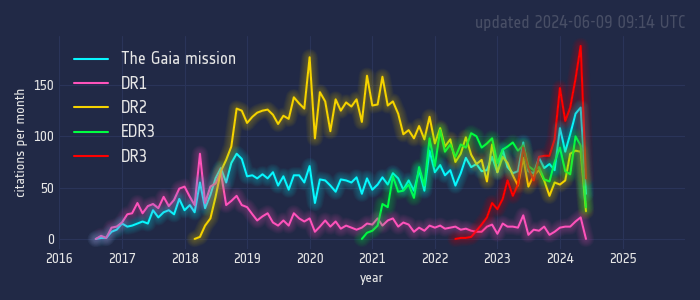 updated 2024-06-09 09:14 UTC
The Gaia mission
DR1
DR2
EDR3
DR3
citations per month
150
100
50
0
2016 2017 2018 2019 2020 2021 2022 2023 2024 2025
year